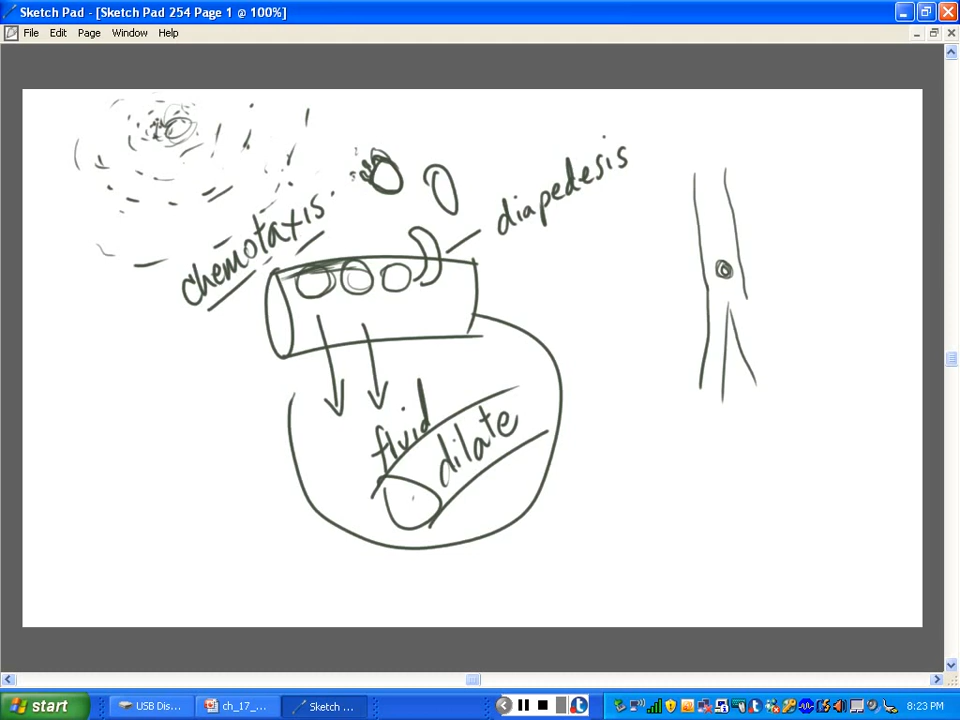 Sketch Pad - [Sketch Pad 254 Page 1 @ 100%]
File Edit Page Window Help
diapedesis
chemotaxis
fluid
dilate
start
USB Dis...
ch_17_...
Sketch ...
8:23 PM